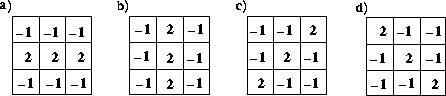 a) b) c) d)
-1 -1 -1 -1 2 -1 -1 -1 2 2 -1 -1
2 2 2 -1 2 -1 -1 2 -1 -1 2 -1
-1 -1 -1 -1 2 -1 2 -1 -1 -1 -1 2